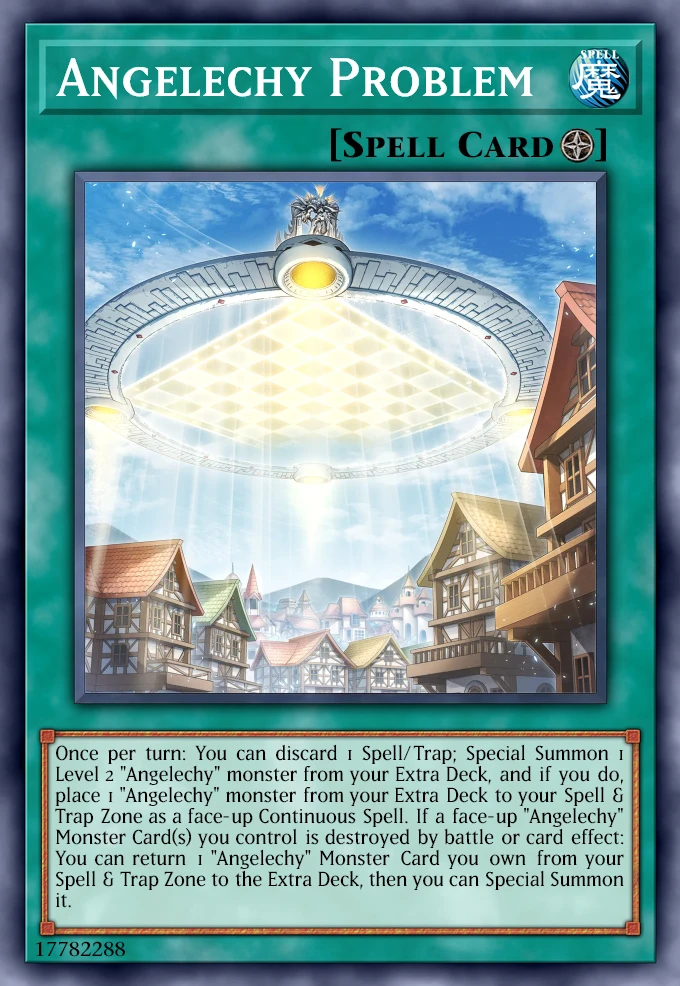 Angelechy Problem
SPELL
魔
[Spell Card]
Once per turn: You can discard 1 Spell/Trap; Special Summon 1
Level 2 "Angelechy" monster from your Extra Deck, and if you do,
place 1 "Angelechy" monster from your Extra Deck to your Spell &
Trap Zone as a face-up Continuous Spell. If a face-up "Angelechy"
Monster Card(s) you control is destroyed by battle or card effect:
You can return 1 "Angelechy" Monster Card you own from your
Spell & Trap Zone to the Extra Deck, then you can Special Summon
it.
17782288